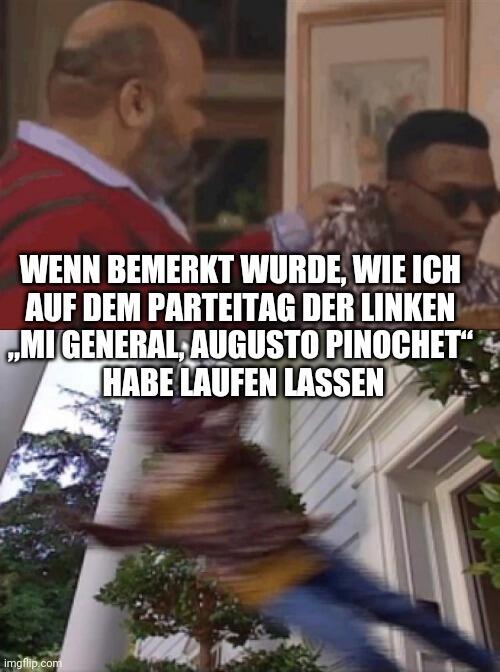 WENN BEMERKT WURDE, WIE ICH
AUF DEM PARTEITAG DER LINKEN
„MI GENERAL, AUGUSTO PINOCHET“
HABE LAUFEN LASSEN
imgflip.com